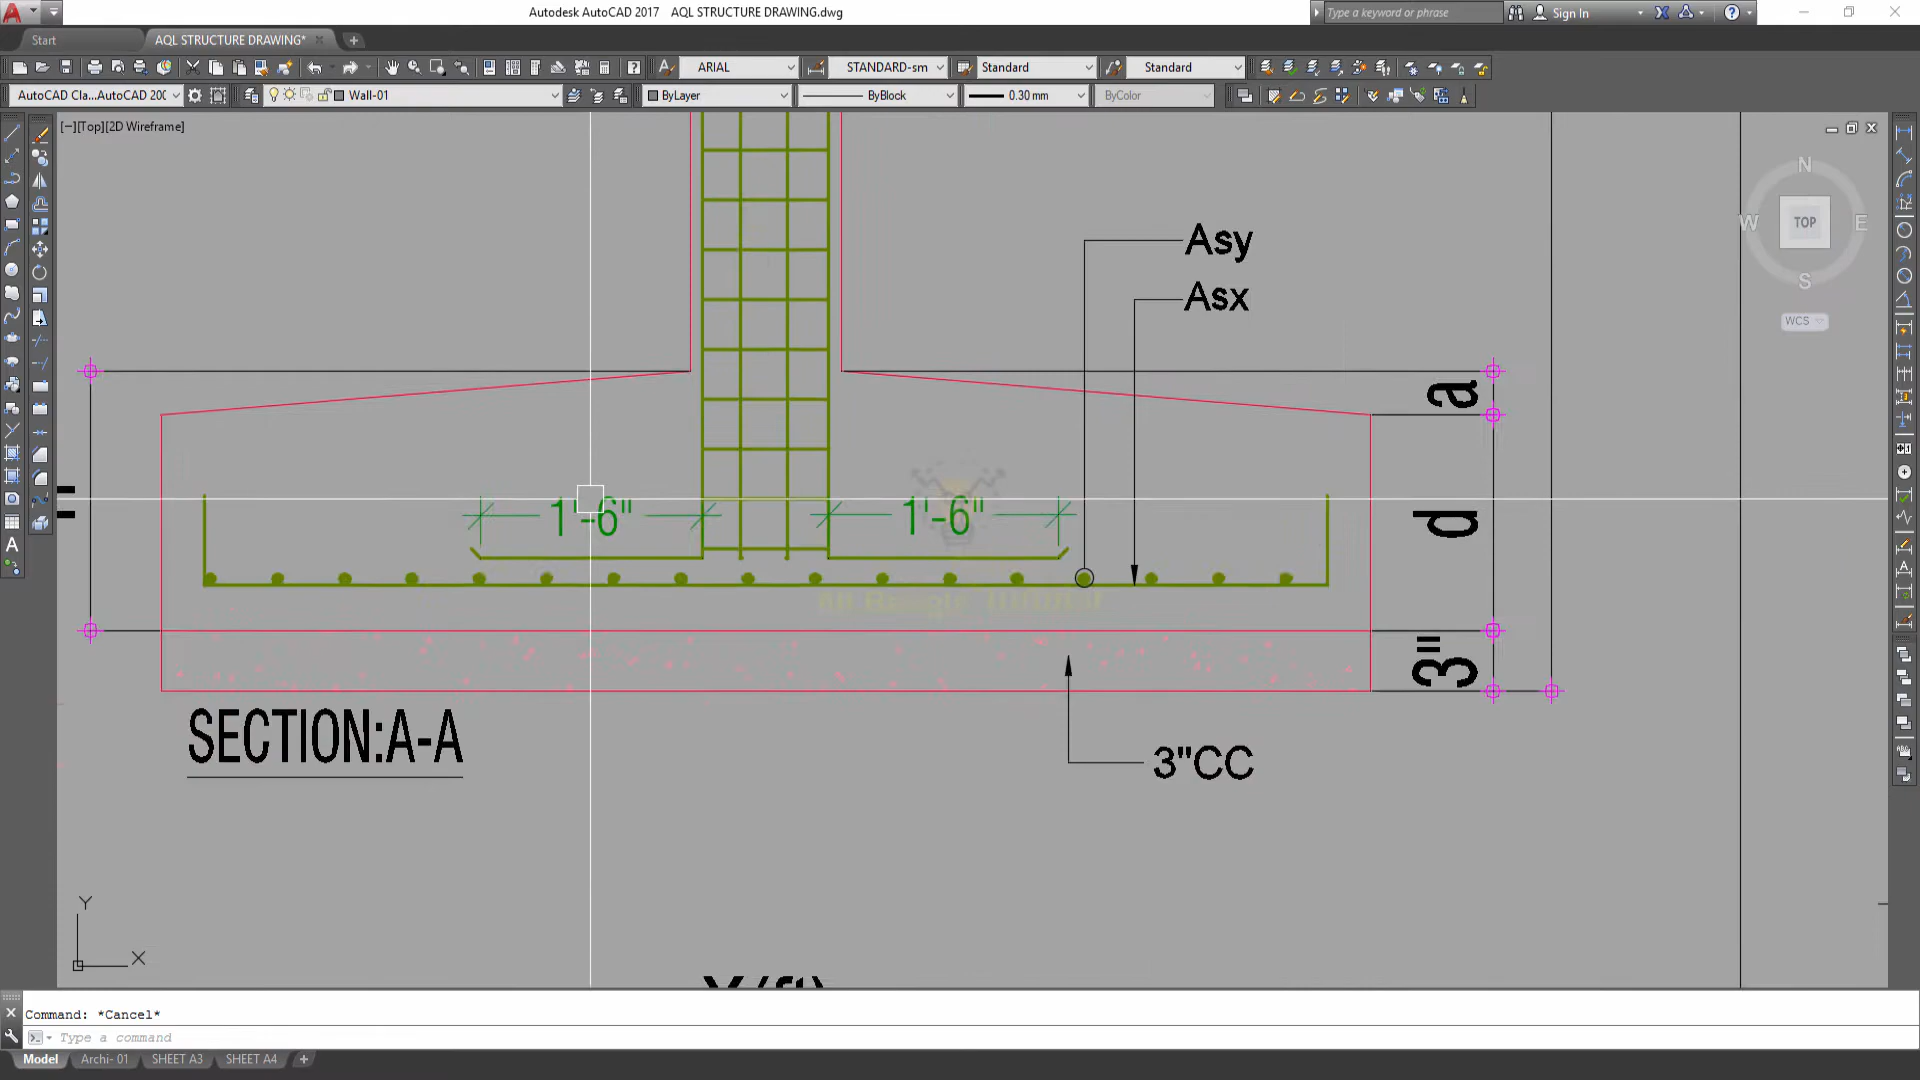 Autodesk AutoCAD 2017 AQL STRUCTURE DRAWING.dwg
Type a keyword or phrase
Sign In
Start
AQL STRUCTURE DRAWING*
ARIAL
STANDARD-sm
Standard
Standard
AutoCAD Cla...AutoCAD 200
Wall-01
ByLayer
ByBlock
0.30 mm
ByColor
[−][Top][2D Wireframe]
N
W
TOP
E
S
WCS
Asy
Asx
a
1'-6"
1'-6"
d
3"
SECTION:A-A
3"CC
Y
X
Command: *Cancel*
Type a command
Model
Archi- 01
SHEET A3
SHEET A4